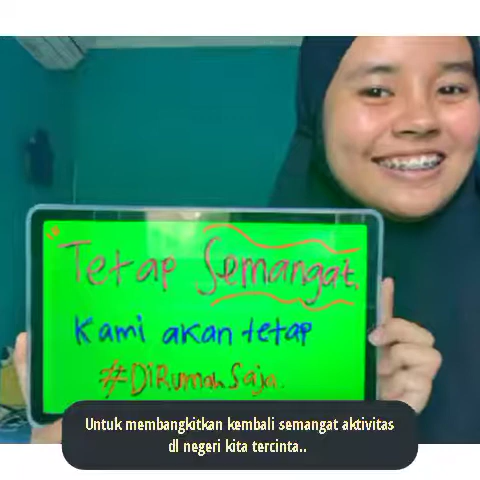 "Tetap Semangat.
Kami akan tetap
#DiRumahSaja.
Untuk membangkitkan kembali semangat aktivitas
dI negeri kita tercinta..